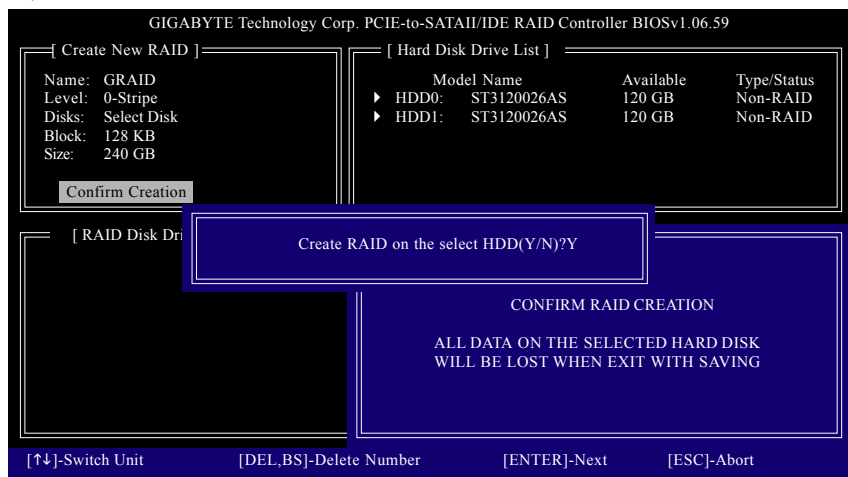 GIGABYTE Technology Corp. PCIE-to-SATAII/IDE RAID Controller BIOSv1.06.59
[ Create New RAID ]
Name: GRAID
Level: 0-Stripe
Disks: Select Disk
Block: 128 KB
Size: 240 GB
Confirm Creation
[ Hard Disk Drive List ]
Model Name Available Type/Status
HDD0: ST3120026AS 120 GB Non-RAID
HDD1: ST3120026AS 120 GB Non-RAID
[ RAID Disk Dri
Create RAID on the select HDD(Y/N)?Y
CONFIRM RAID CREATION
ALL DATA ON THE SELECTED HARD DISK
WILL BE LOST WHEN EXIT WITH SAVING
[↑↓]-Switch Unit [DEL,BS]-Delete Number [ENTER]-Next [ESC]-Abort